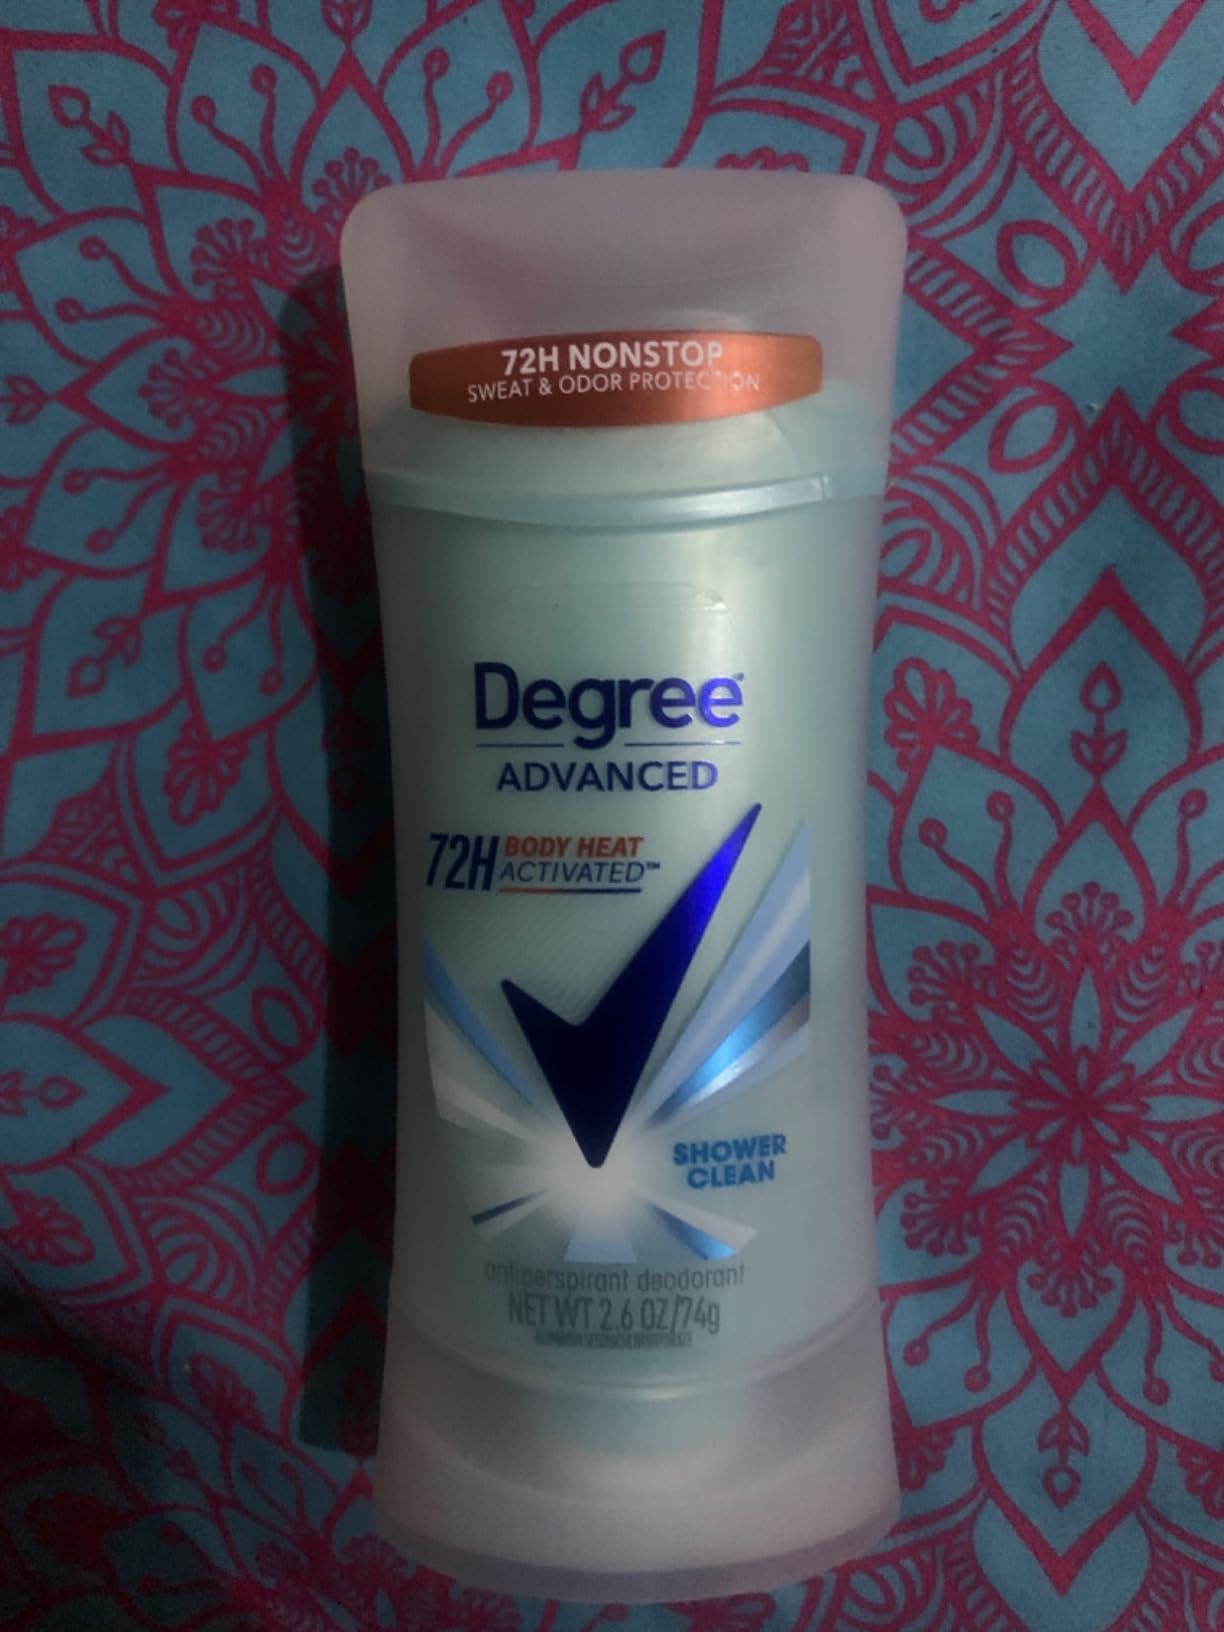 72H NONSTOP
SWEAT & ODOR PROTECTION
Degree
ADVANCED
72H BODY HEAT
ACTIVATED™
SHOWER
CLEAN
antiperspirant deodorant
NET WT 2.6 OZ/74g